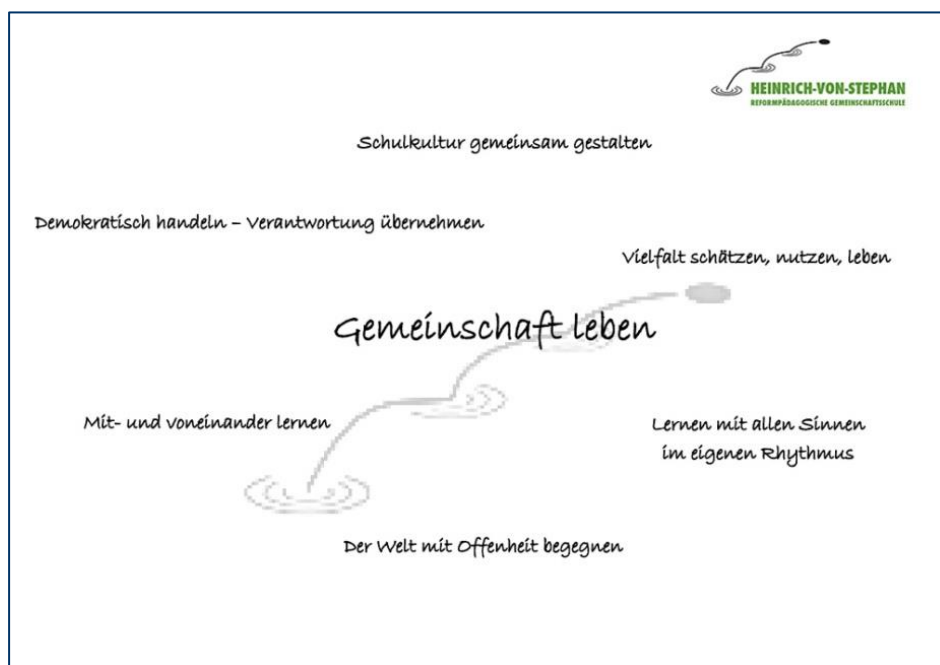 HEINRICH-VON-STEPHAN
REFORMPÄDAGOGISCHE GEMEINSCHAFTSSCHULE
Schulkultur gemeinsam gestalten
Demokratisch handeln – Verantwortung übernehmen
Vielfalt schätzen, nutzen, leben
Gemeinschaft leben
Mit- und voneinander lernen
Lernen mit allen Sinnen
im eigenen Rhythmus
Der Welt mit Offenheit begegnen